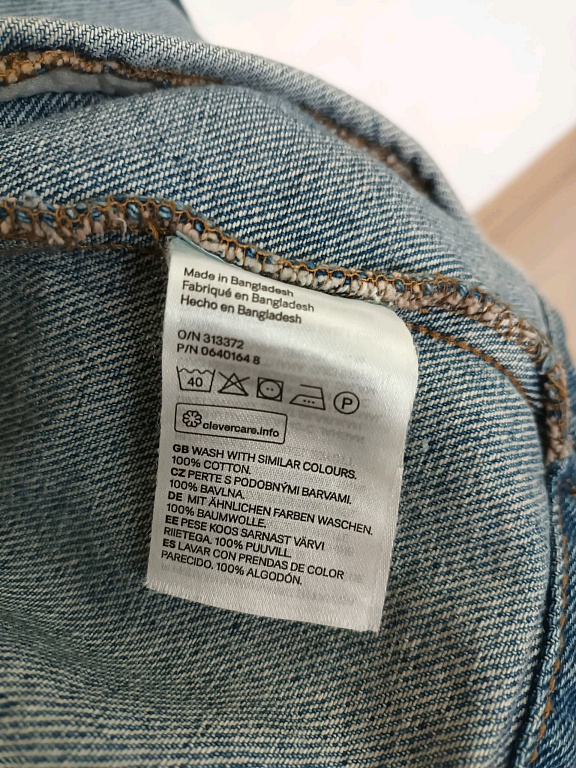 Made in Bangladesh
Fabriqué en Bangladesh
Hecho en Bangladesh
O/N 313372
P/N 0640164 8
40 P
clevercare.info
GB WASH WITH SIMILAR COLOURS.
100% COTTON.
CZ PERTE S PODOBNÝMI BARVAMI.
100% BAVLNA.
DE MIT ÄHNLICHEN FARBEN WASCHEN.
100% BAUMWOLLE.
EE PESE KOOS SARNAST VÄRVI
RIIETEGA. 100% PUUVILL.
ES LAVAR CON PRENDAS DE COLOR
PARECIDO. 100% ALGODÓN.